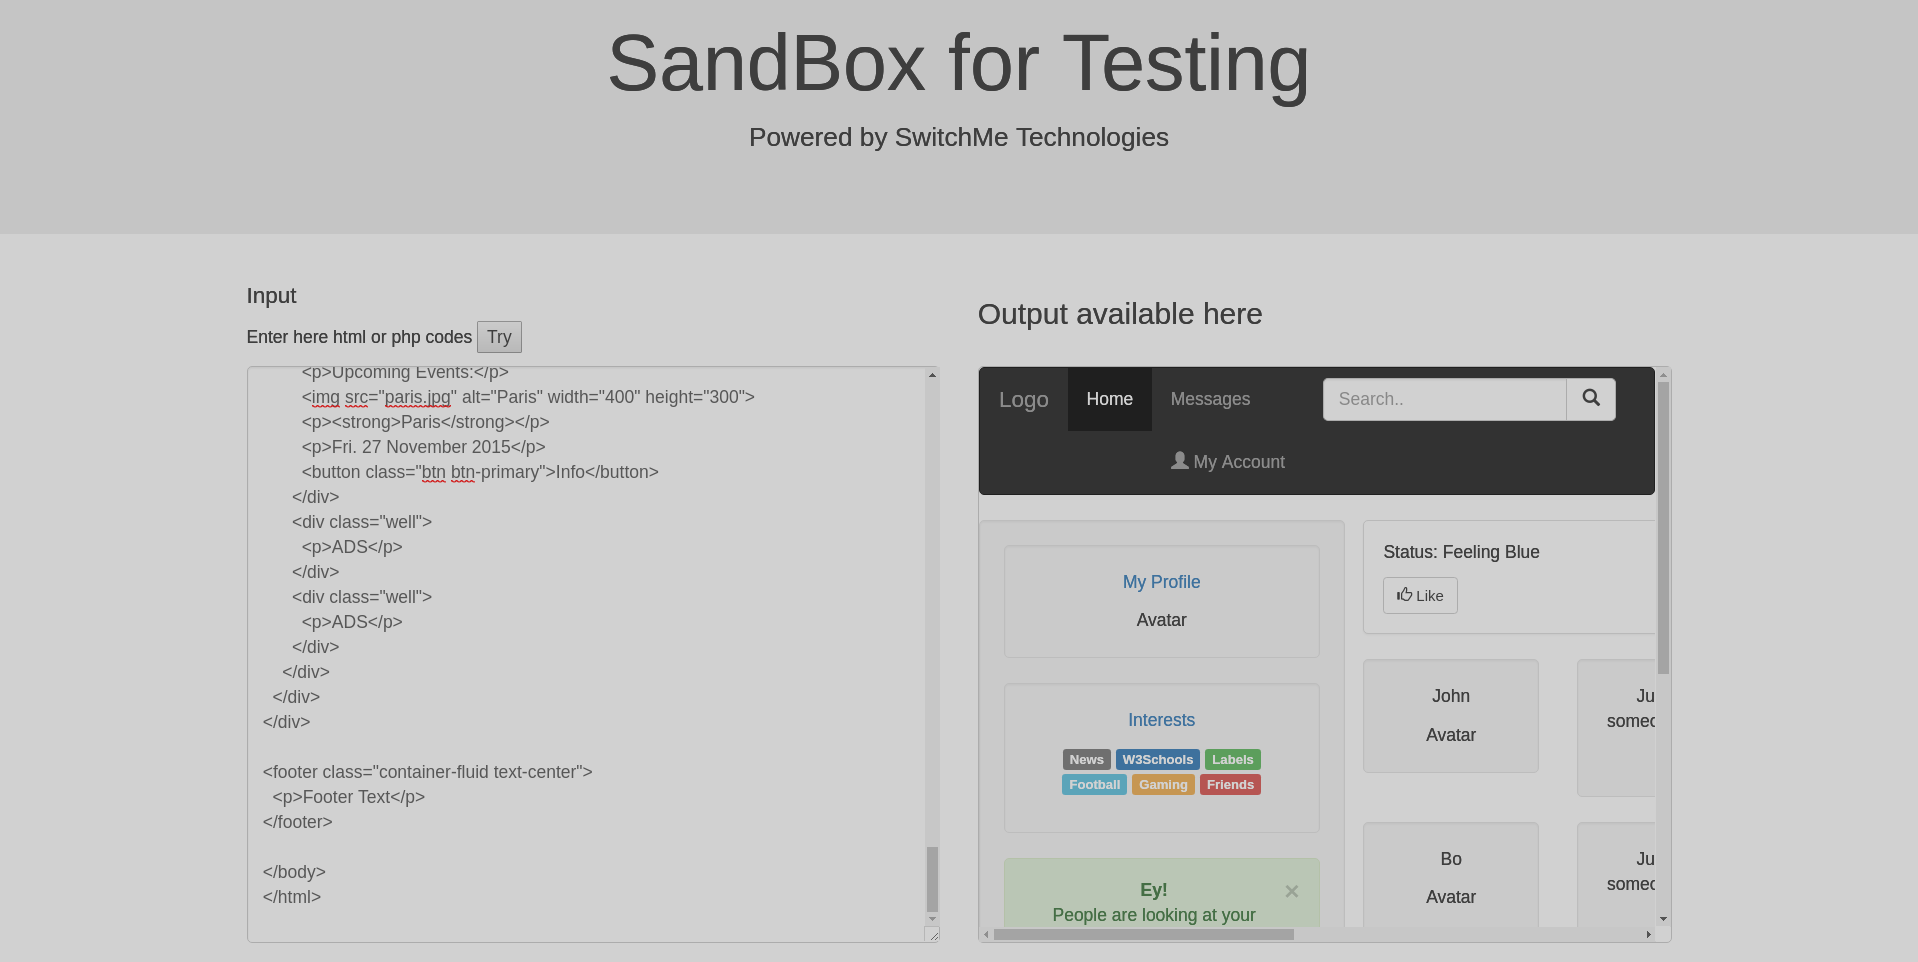 SandBox for Testing
Powered by SwitchMe Technologies
Input
Enter here html or php codes Try
<p>Upcoming Events:</p>
<img src="paris.jpg" alt="Paris" width="400" height="300">
<p><strong>Paris</strong></p>
<p>Fri. 27 November 2015</p>
<button class="btn btn-primary">Info</button>
</div>
<div class="well">
<p>ADS</p>
</div>
<div class="well">
<p>ADS</p>
</div>
</div>
</div>
</div>
<footer class="container-fluid text-center">
<p>Footer Text</p>
</footer>
</body>
</html>
Output available here
Logo Home Messages Search..
My Account
My Profile
Avatar
Interests
News W3Schools Labels
Football Gaming Friends
Ey! ×
People are looking at your
Status: Feeling Blue
Like
John
Avatar
Ju
someo
Bo
Avatar
Ju
someo